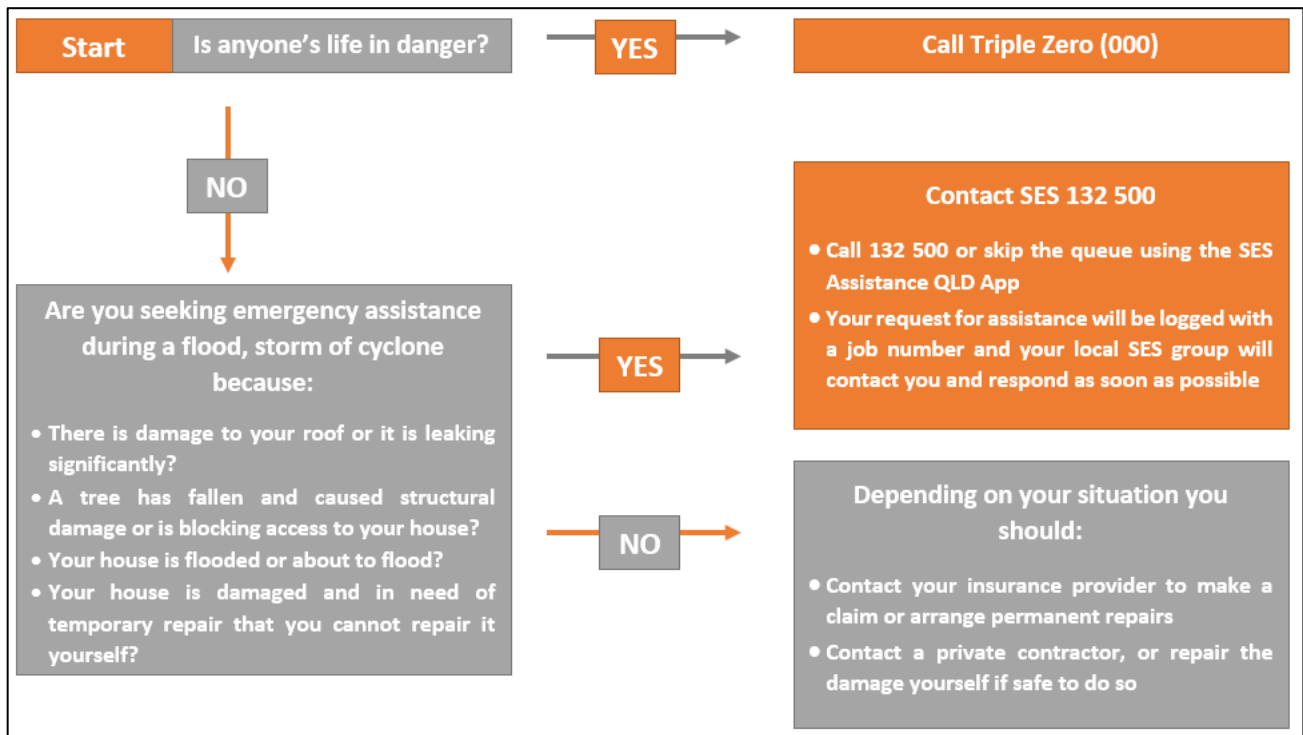 Start
Is anyone's life in danger?
YES
Call Triple Zero (000)
NO
Are you seeking emergency assistance
during a flood, storm of cyclone
because:
• There is damage to your roof or it is leaking
significantly?
• A tree has fallen and caused structural
damage or is blocking access to your house?
• Your house is flooded or about to flood?
• Your house is damaged and in need of
temporary repair that you cannot repair it
yourself?
YES
Contact SES 132 500
• Call 132 500 or skip the queue using the SES
Assistance QLD App
• Your request for assistance will be logged with
a job number and your local SES group will
contact you and respond as soon as possible
NO
Depending on your situation you
should:
• Contact your insurance provider to make a
claim or arrange permanent repairs
• Contact a private contractor, or repair the
damage yourself if safe to do so